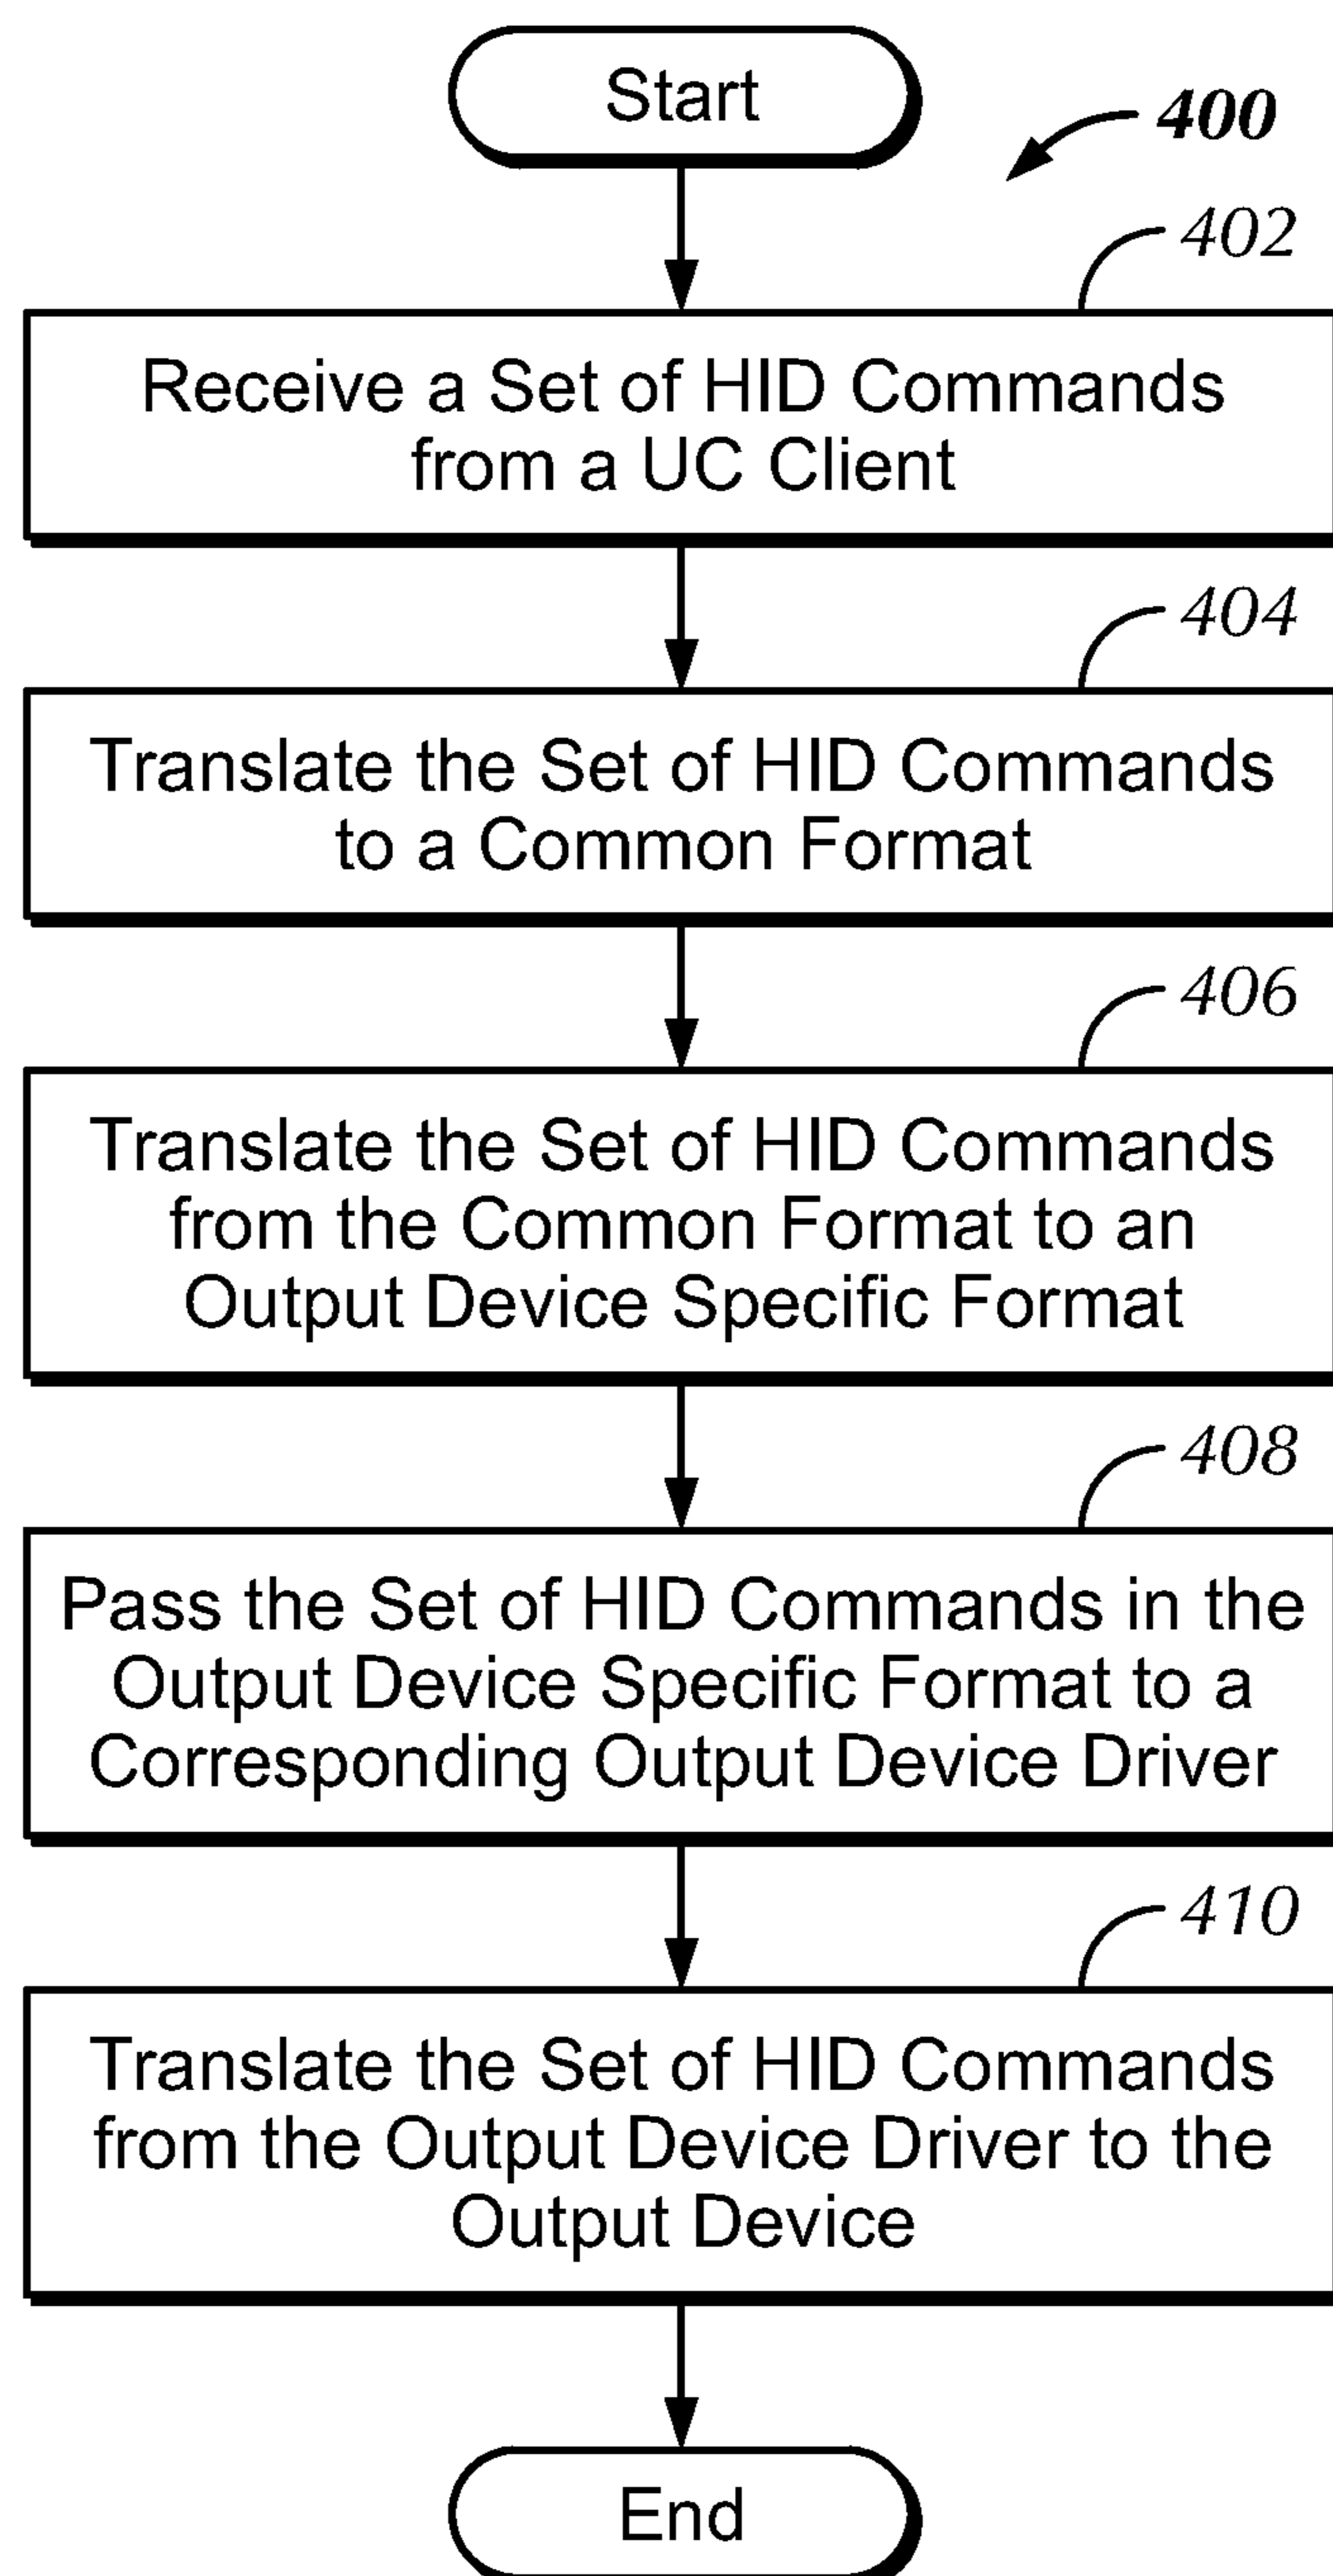 Start
400
402
Receive a Set of HID Commands
from a UC Client
404
Translate the Set of HID Commands
to a Common Format
406
Translate the Set of HID Commands
from the Common Format to an
Output Device Specific Format
408
Pass the Set of HID Commands in the
Output Device Specific Format to a
Corresponding Output Device Driver
410
Translate the Set of HID Commands
from the Output Device Driver to the
Output Device
End